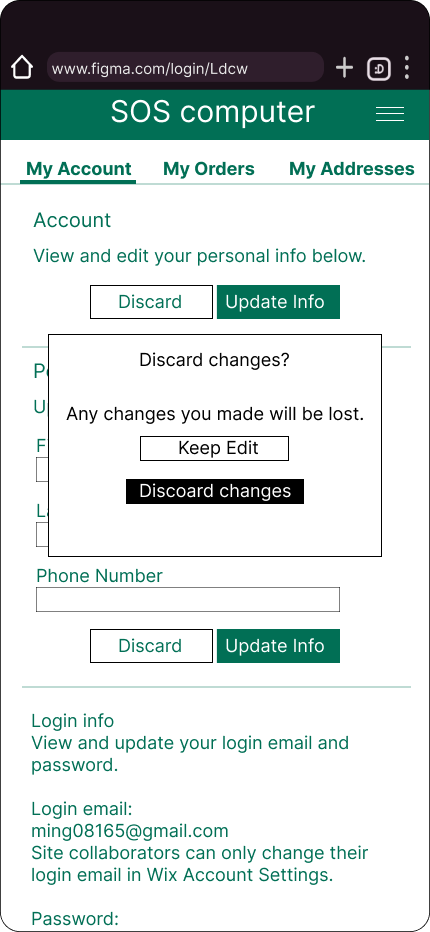 www.figma.com/login/Ldcw
:D
SOS computer
My Account My Orders My Addresses
Account
View and edit your personal info below.
Discard Update Info
Discard changes?
Any changes you made will be lost.
Keep Edit
Discoard changes
Phone Number
Discard Update Info
Login info
View and update your login email and
password.
Login email:
ming08165@gmail.com
Site collaborators can only change their
login email in Wix Account Settings.
Password: